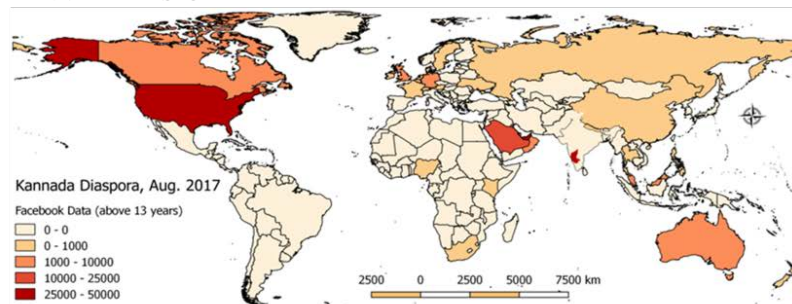 Kannada Diaspora, Aug. 2017
Facebook Data (above 13 years)
0 - 0
0 - 1000
1000 - 10000
10000 - 25000
25000 - 50000
2500 0 2500 5000 7500 km